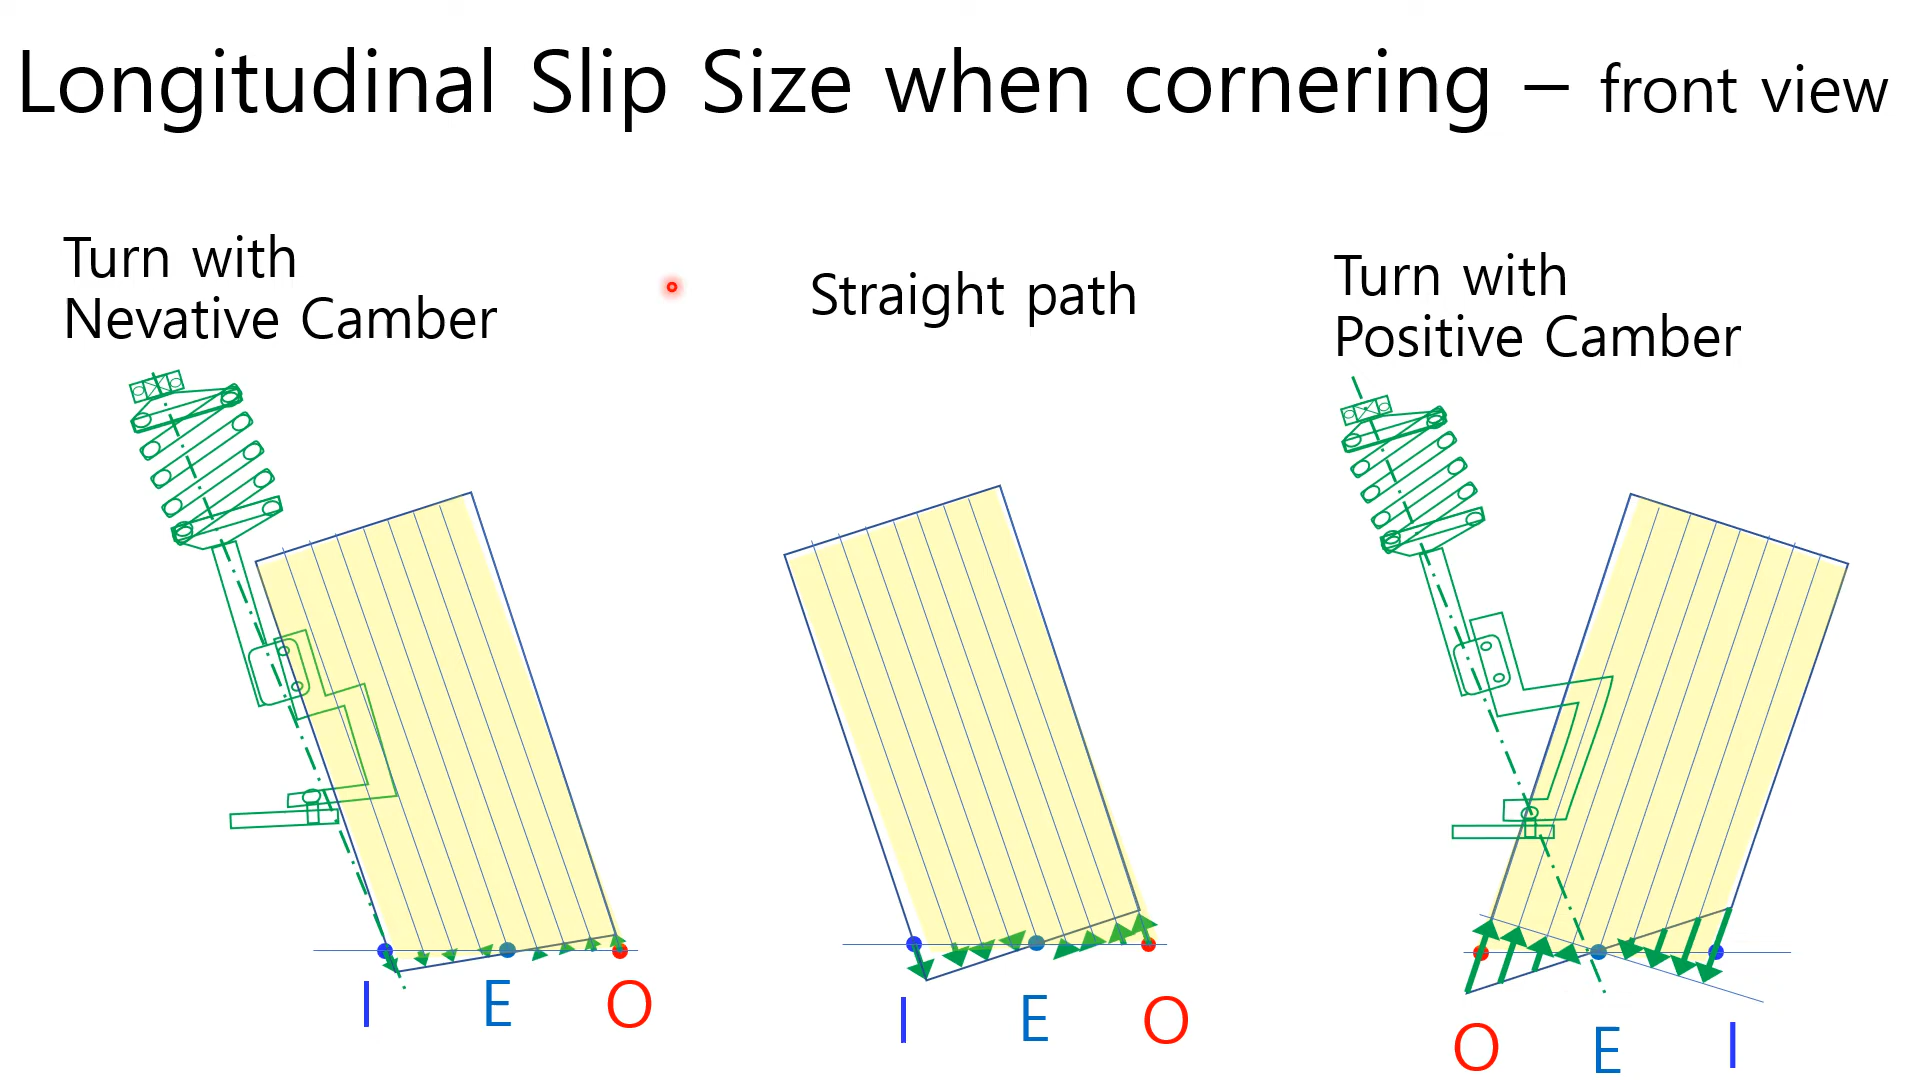 Longitudinal Slip Size when cornering – front view
Turn with
Nevative Camber
Straight path
Turn with
Positive Camber
I E O
I E O
O E I